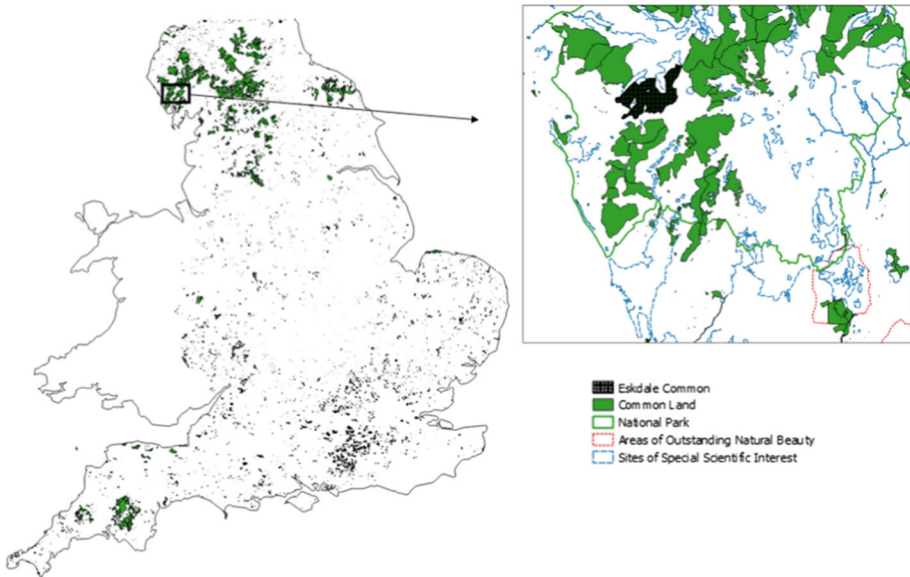 Eskdale Common
Common Land
National Park
Areas of Outstanding Natural Beauty
Sites of Special Scientific Interest